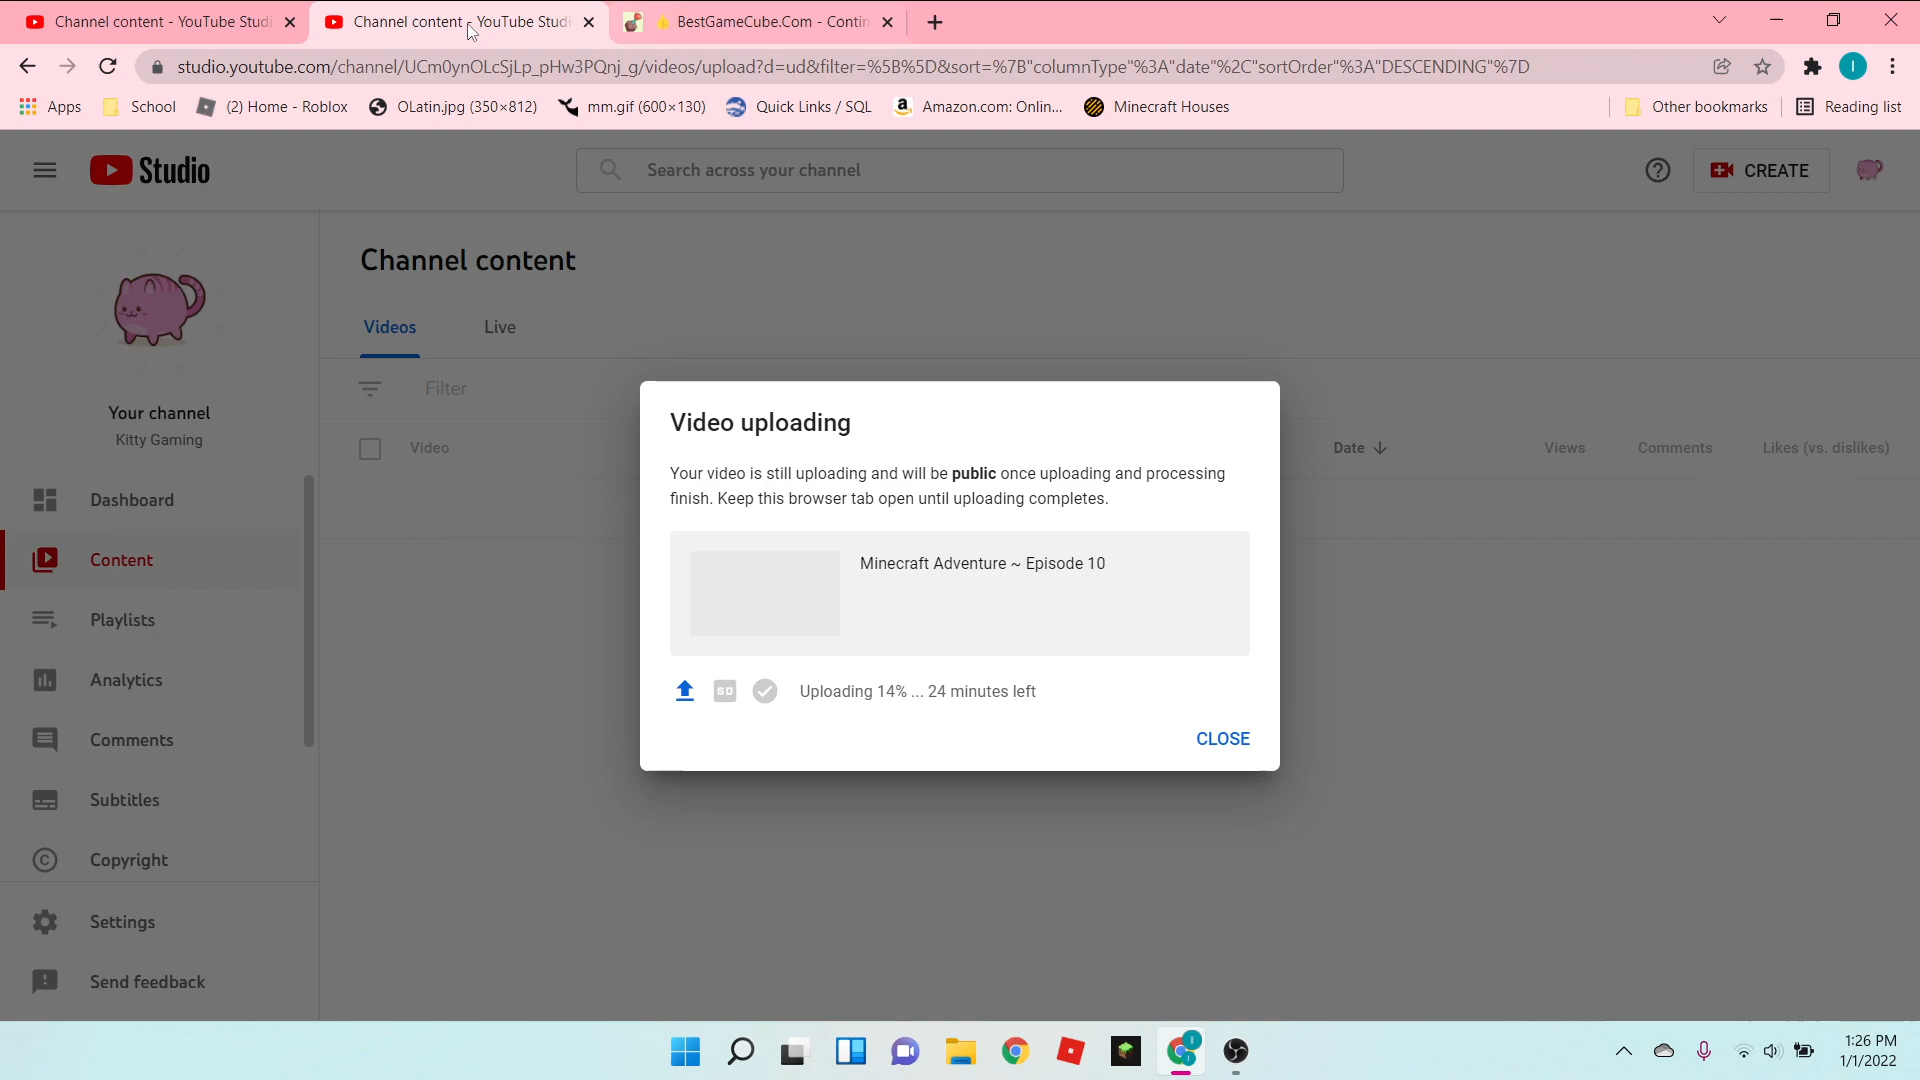 Channel content - YouTube Studi
Channel content - YouTube Studi
BestGameCube.Com - Contin
studio.youtube.com/channel/UCm0ynOLcSjLp_pHw3PQnj_g/videos/upload?d=ud&filter=%5B%5D&sort=%7B"columnType"%3A"date"%2C"sortOrder"%3A"DESCENDING"%7D
I
Apps
School
(2) Home - Roblox
OLatin.jpg (350×812)
mm.gif (600×130)
Quick Links / SQL
Amazon.com: Onlin...
Minecraft Houses
Other bookmarks
Reading list
Studio
Search across your channel
CREATE
Your channel
Kitty Gaming
Dashboard
Content
Playlists
Analytics
Comments
Subtitles
Copyright
Settings
Send feedback
Channel content
Videos
Live
Filter
Video
Date
Views
Comments
Likes (vs. dislikes)
Video uploading
Your video is still uploading and will be public once uploading and processing
finish. Keep this browser tab open until uploading completes.
Minecraft Adventure ~ Episode 10
SD
Uploading 14% ... 24 minutes left
CLOSE
1:26 PM
1/1/2022